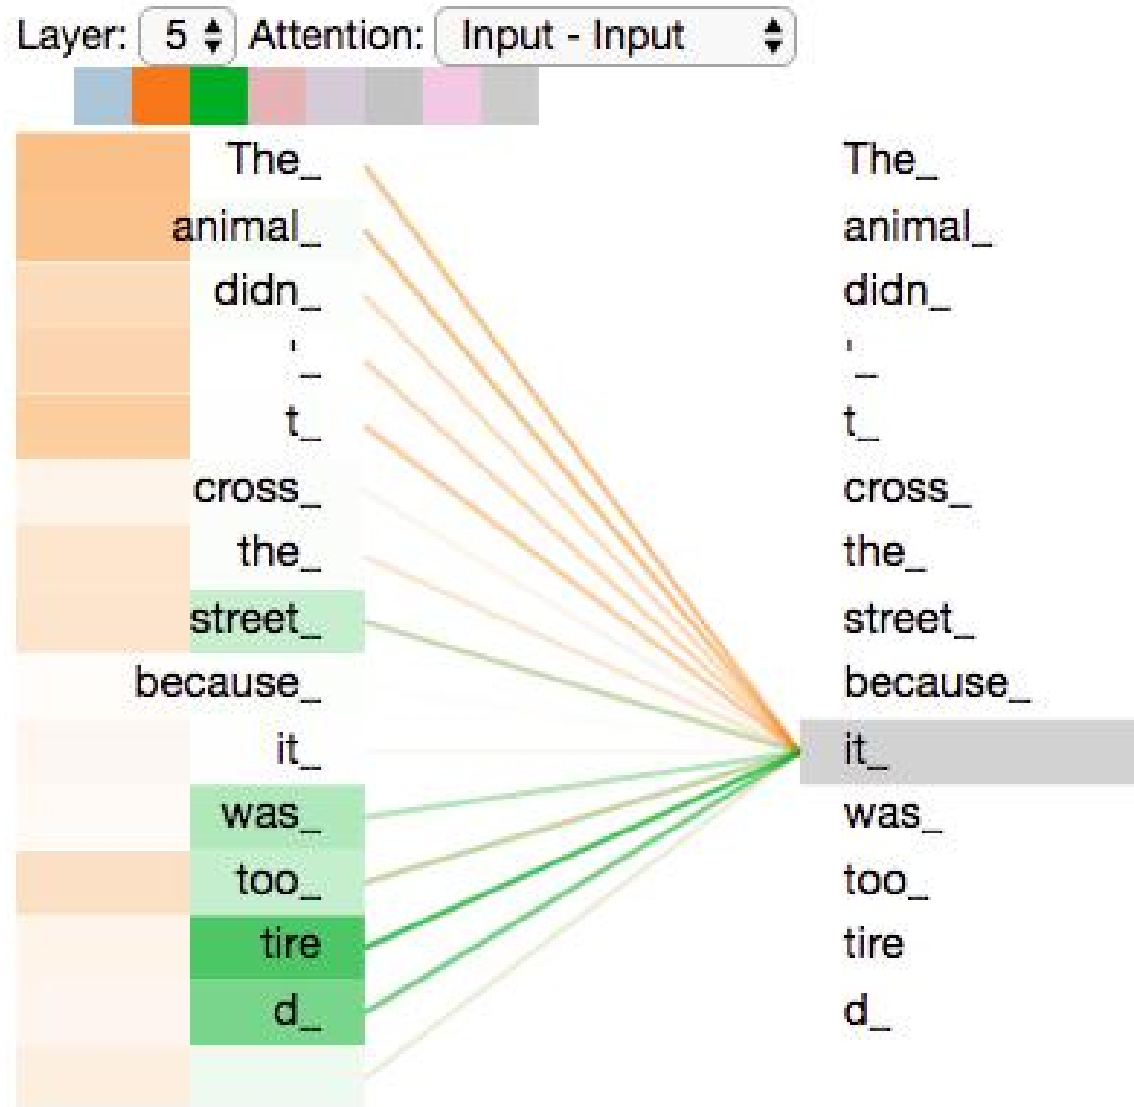 Layer: 5 Attention: Input - Input
The_ The_
animal_ animal_
didn_ didn_
'_ '_
t_ t_
cross_ cross_
the_ the_
street_ street_
because_ because_
it_ it_
was_ was_
too_ too_
tire tire
d_ d_